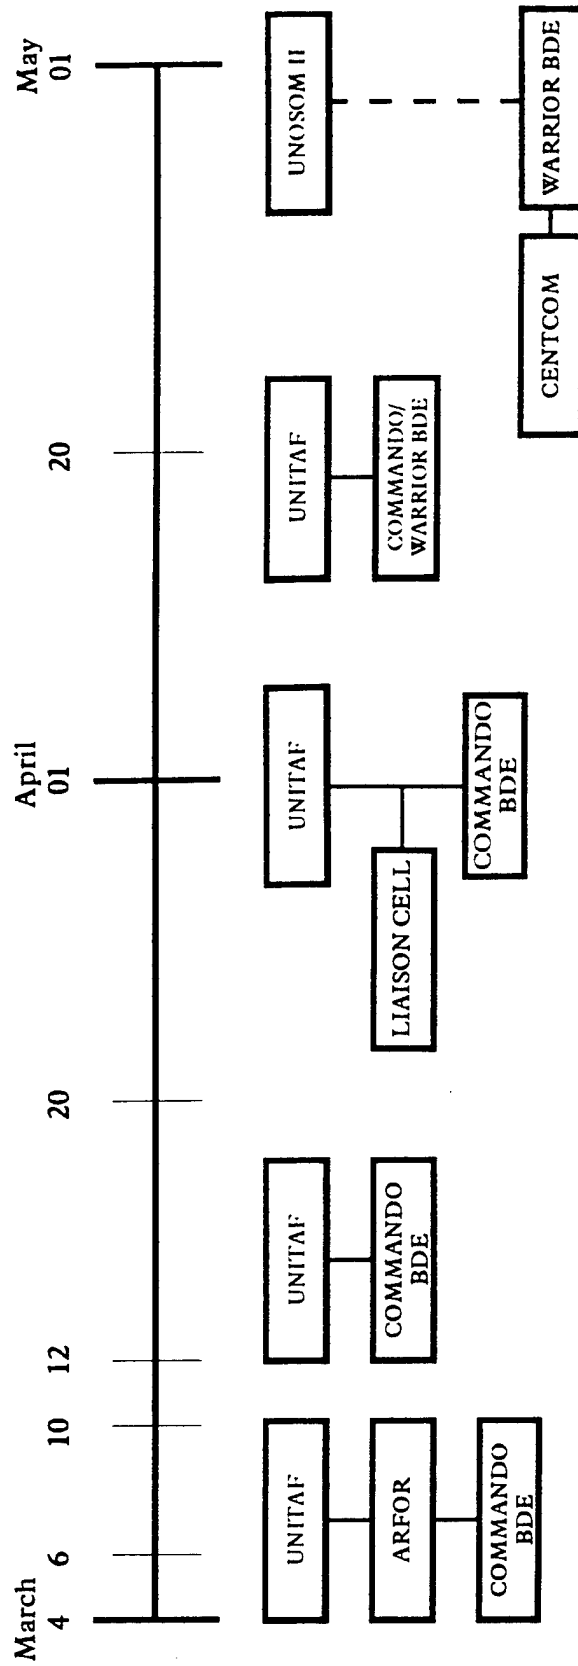 March
April
May
4
6
10
12
20
01
20
01
UNITAF
ARFOR
COMMANDO
BDE
UNITAF
COMMANDO
BDE
UNITAF
LIAISON CELL
COMMANDO
BDE
UNITAF
COMMANDO/
WARRIOR BDE
UNOSOM II
CENTCOM
WARRIOR BDE